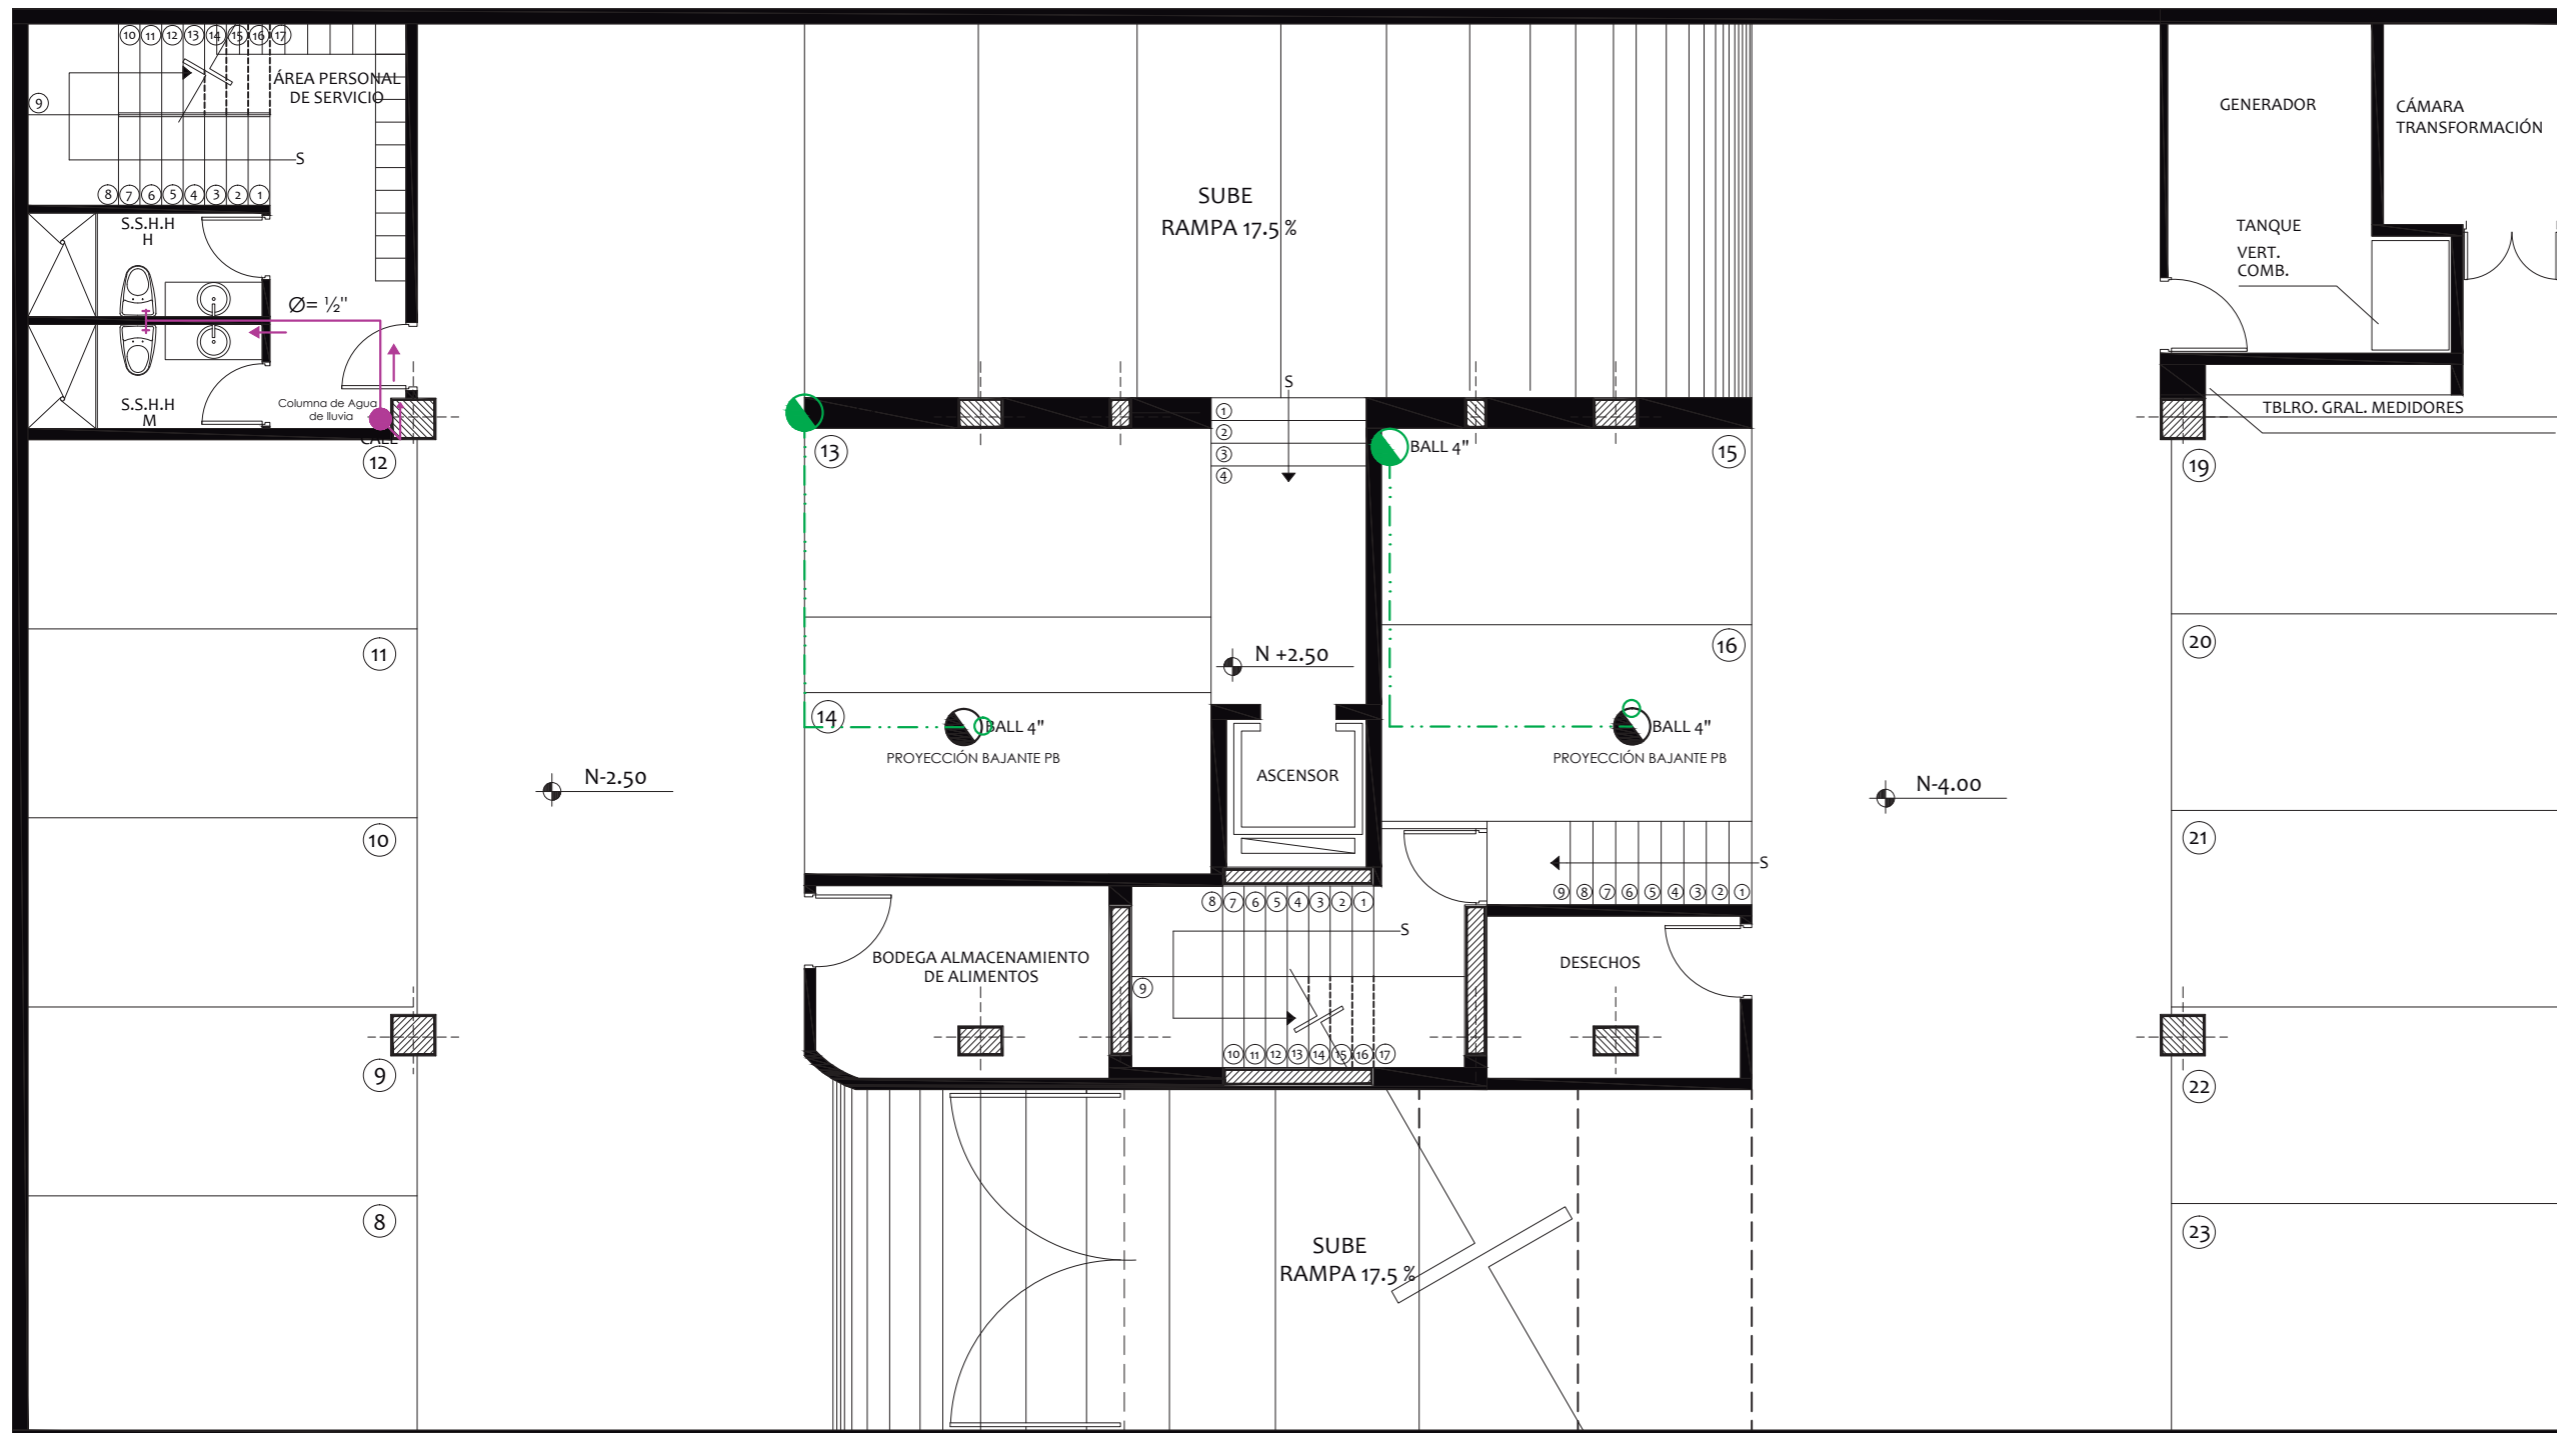 10 11 12 13 14 15 16 17
ÁREA PERSONAL
DE SERVICIO
9
S
8 7 6 5 4 3 2 1
S.S.H.H
H
Ø= ½"
S.S.H.H
M
Columna de Agua
de lluvia
12
11
10
9
8
SUBE
RAMPA 17.5 %
S
1
2
3
4
13
14
BALL 4"
PROYECCIÓN BAJANTE PB
N-2.50
N +2.50
ASCENSOR
BALL 4"
15
16
BALL 4"
PROYECCIÓN BAJANTE PB
N-4.00
S
9 8 7 6 5 4 3 2 1
8 7 6 5 4 3 2 1
S
9
10 11 12 13 14 15 16 17
BODEGA ALMACENAMIENTO
DE ALIMENTOS
DESECHOS
SUBE
RAMPA 17.5 %
GENERADOR
CÁMARA
TRANSFORMACIÓN
TANQUE
VERT.
COMB.
TBLRO. GRAL. MEDIDORES
19
20
21
22
23